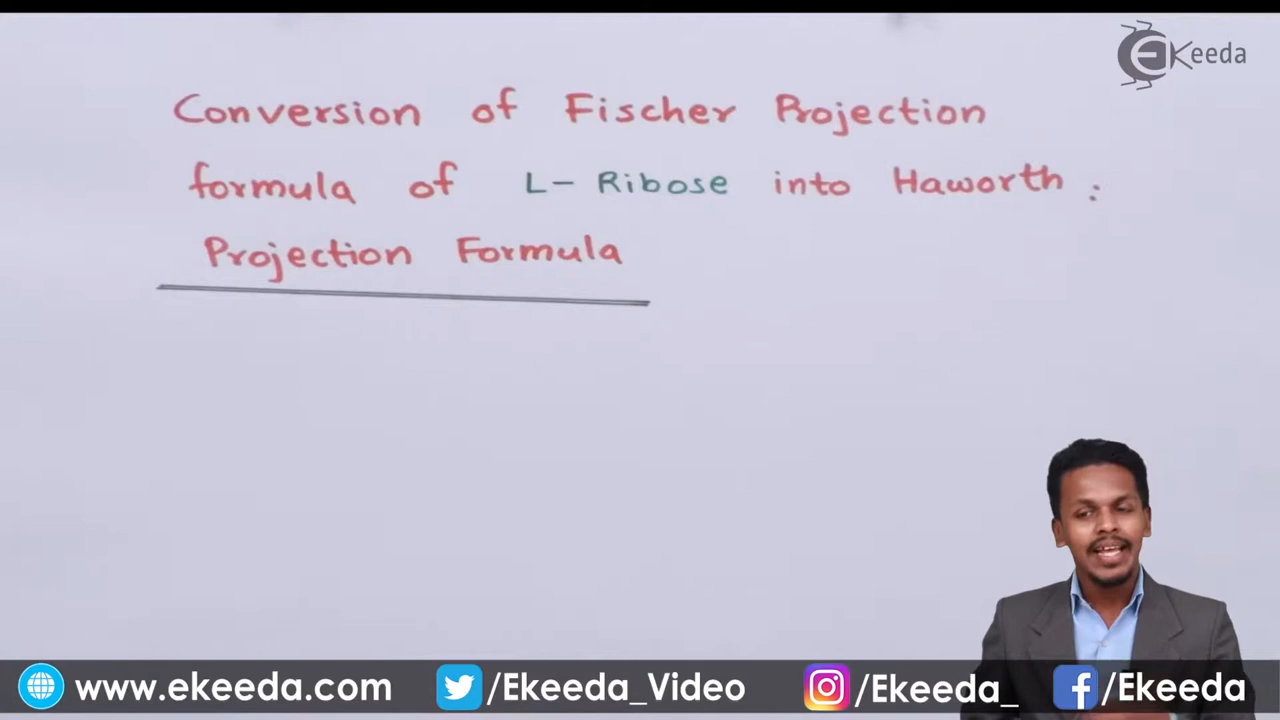 EKeeda
Conversion of Fischer Projection
formula of L- Ribose into Haworth :
Projection Formula
www.ekeeda.com /Ekeeda_Video /Ekeeda_ /Ekeeda